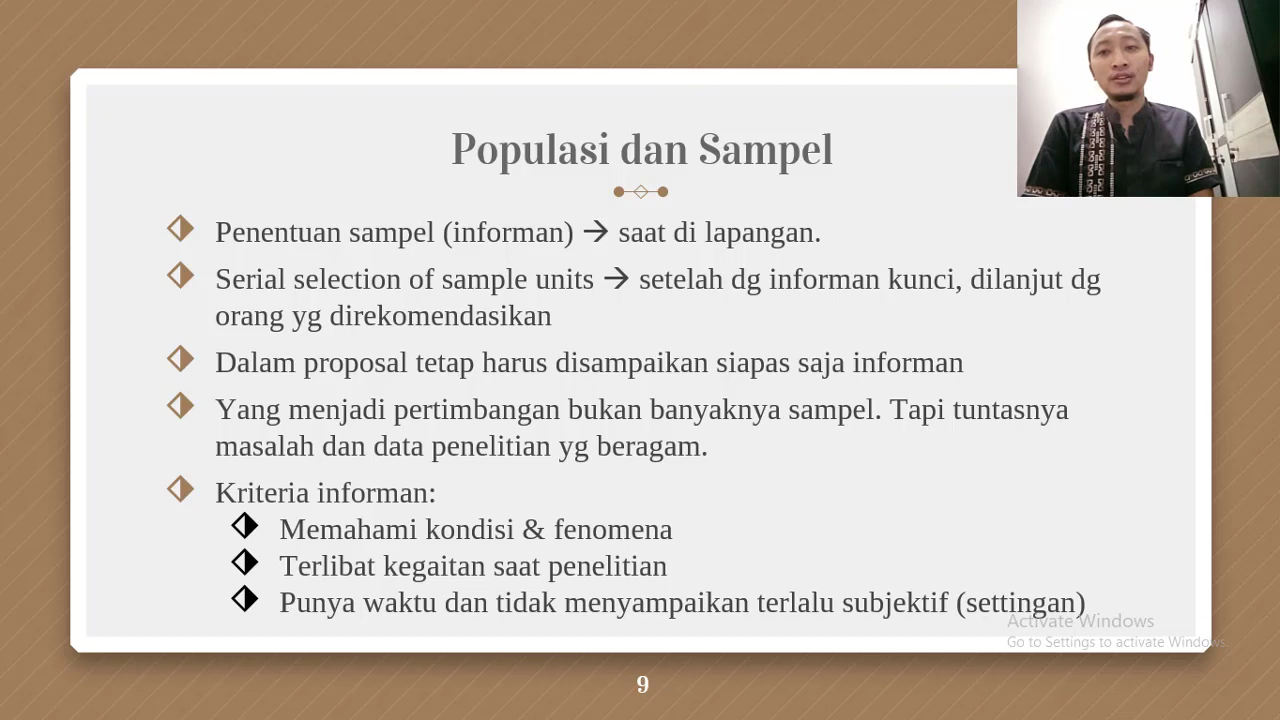 Populasi dan Sampel
Penentuan sampel (informan) → saat di lapangan.
Serial selection of sample units → setelah dg informan kunci, dilanjut dg
orang yg direkomendasikan
Dalam proposal tetap harus disampaikan siapas saja informan
Yang menjadi pertimbangan bukan banyaknya sampel. Tapi tuntasnya
masalah dan data penelitian yg beragam.
Kriteria informan:
Memahami kondisi & fenomena
Terlibat kegaitan saat penelitian
Punya waktu dan tidak menyampaikan terlalu subjektif (settingan)
Activate Windows
Go to Settings to activate Windows.
9